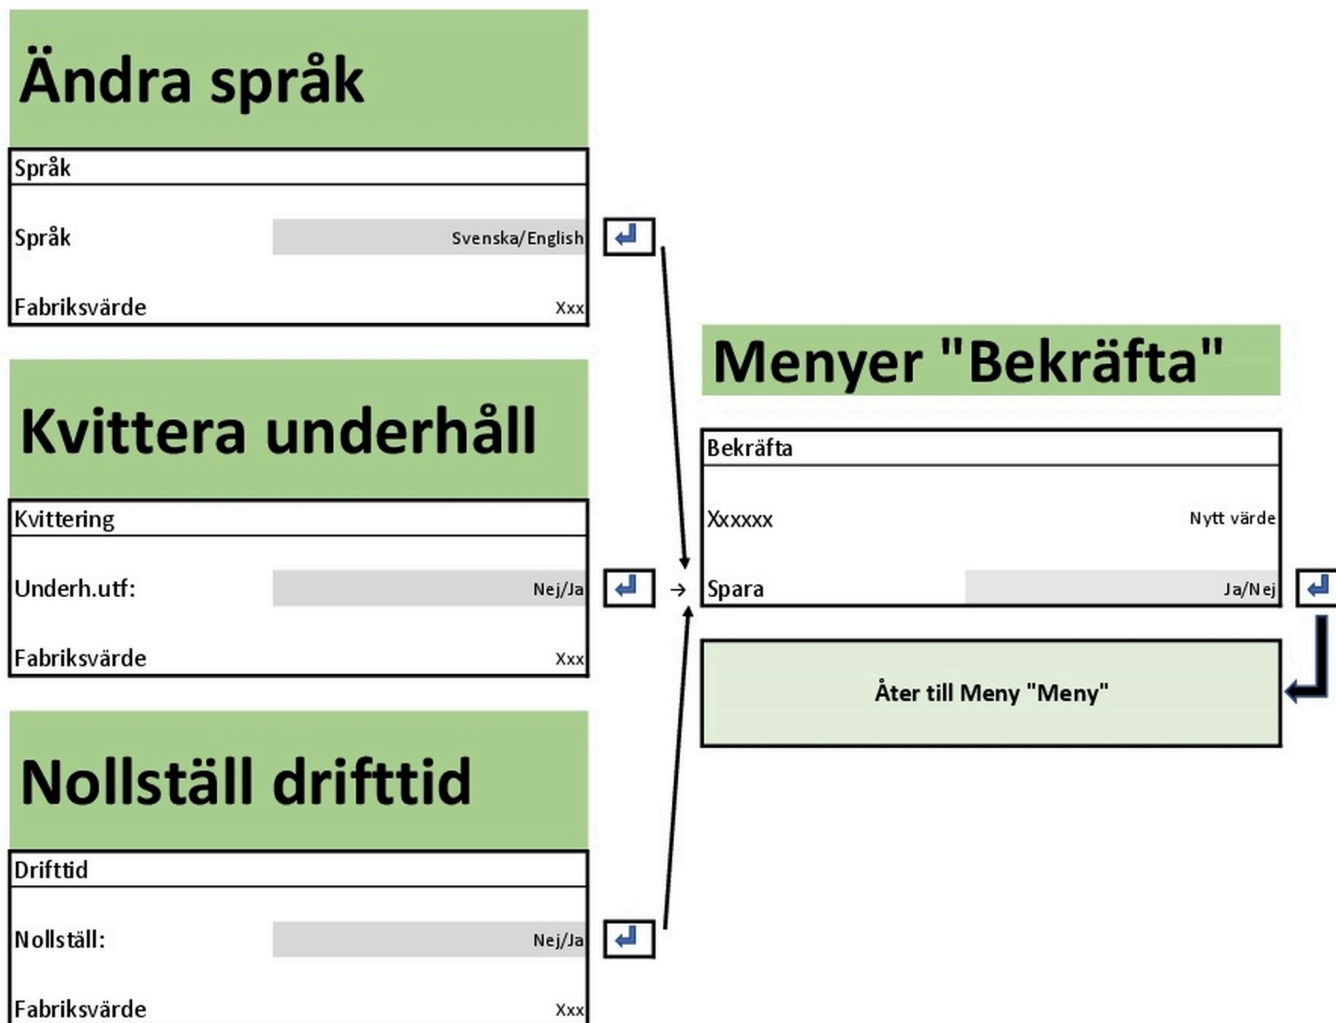 Ändra språk
Språk
Språk Svenska/English
Fabriksvärde Xxx
Kvittera underhåll
Kvittering
Underh.utf: Nej/Ja
Fabriksvärde Xxx
Nollställ drifttid
Drifttid
Nollställ: Nej/Ja
Fabriksvärde Xxx
Menyer "Bekräfta"
Bekräfta
Xxxxxx Nytt värde
Spara Ja/Nej
Åter till Meny "Meny"